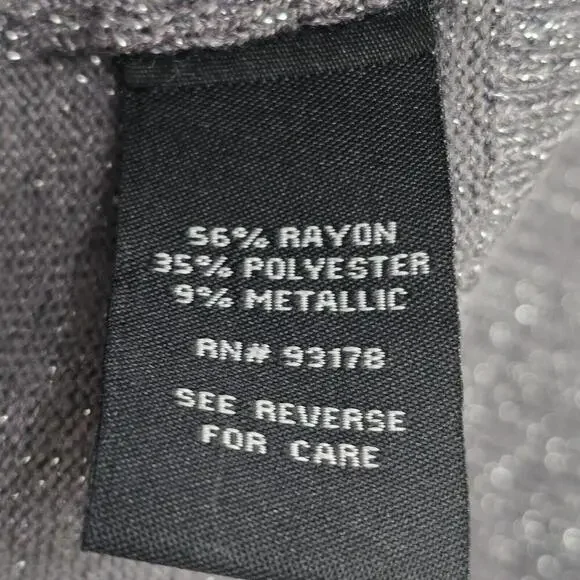 56% RAYON
35% POLYESTER
9% METALLIC
RN# 93178
SEE REVERSE
FOR CARE